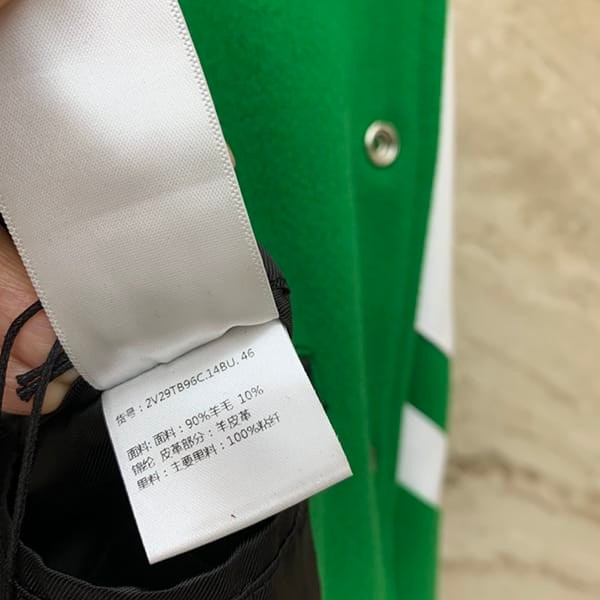 货号：2V29TB9GC.14BU.46
面料：面料：90%羊毛 10%
锦纶 皮革部分：羊皮革
里料：主要里料：100%粘纤